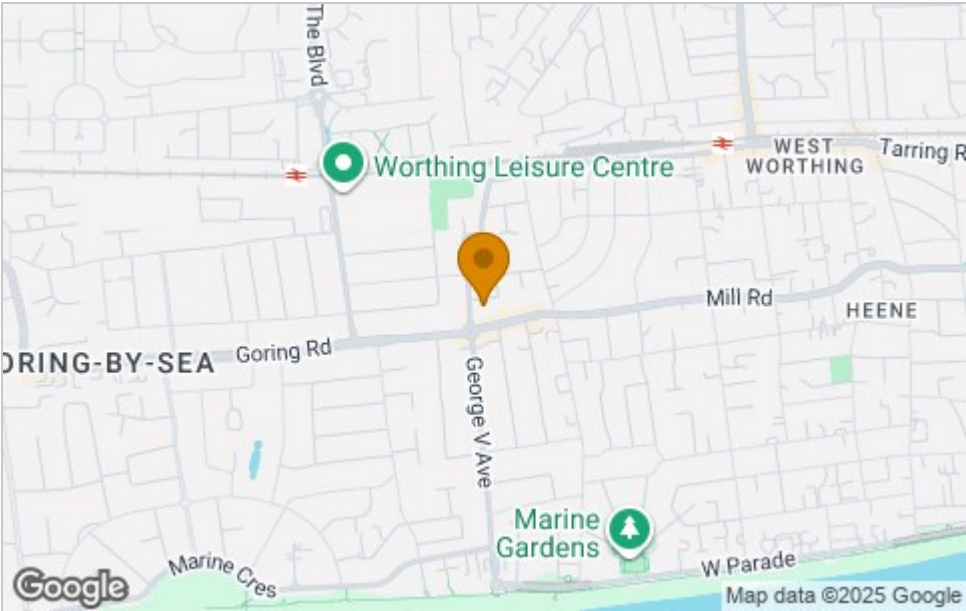 The Blvd
Worthing Leisure Centre
WEST
WORTHING
Tarring R
Mill Rd
HEENE
Goring Rd
ORING-BY-SEA
George V Ave
Marine
Gardens
Marine Cres
W Parade
Google
Map data ©2025 Google